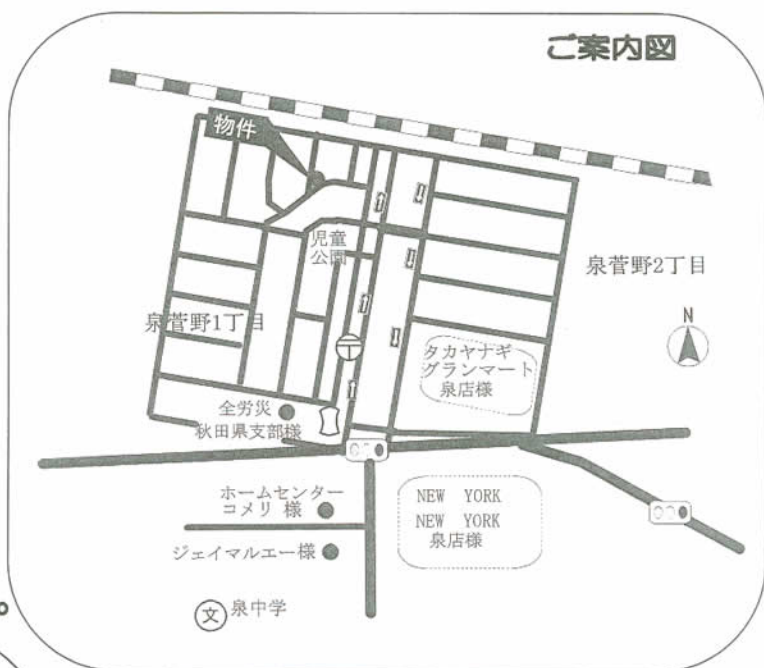 ご案内図
物件
児童
公園
泉菅野2丁目
N
泉菅野1丁目
タカヤナギ
グランマート
泉店様
全労災
秋田県支部様
ホームセンター
コメリ 様
NEW YORK
NEW YORK
泉店様
ジェイマルエー様
文 泉中学